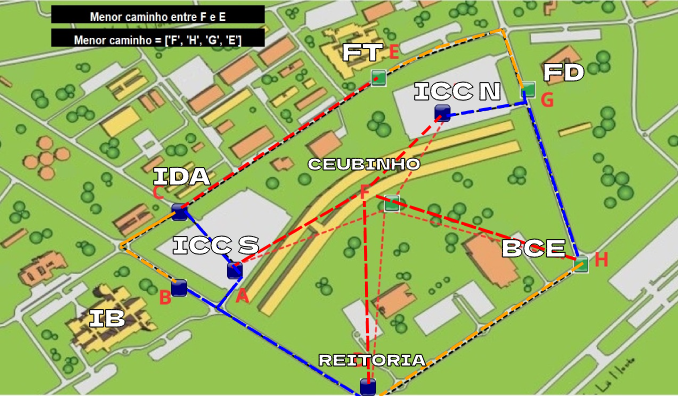 Menor caminho entre F e E
Menor caminho = ['F', 'H', 'G', 'E']
FT E
ICC N
FD
G
CEUBINHO
IDA
C
F
ICC S
BCE
H
B
A
IB
REITORIA